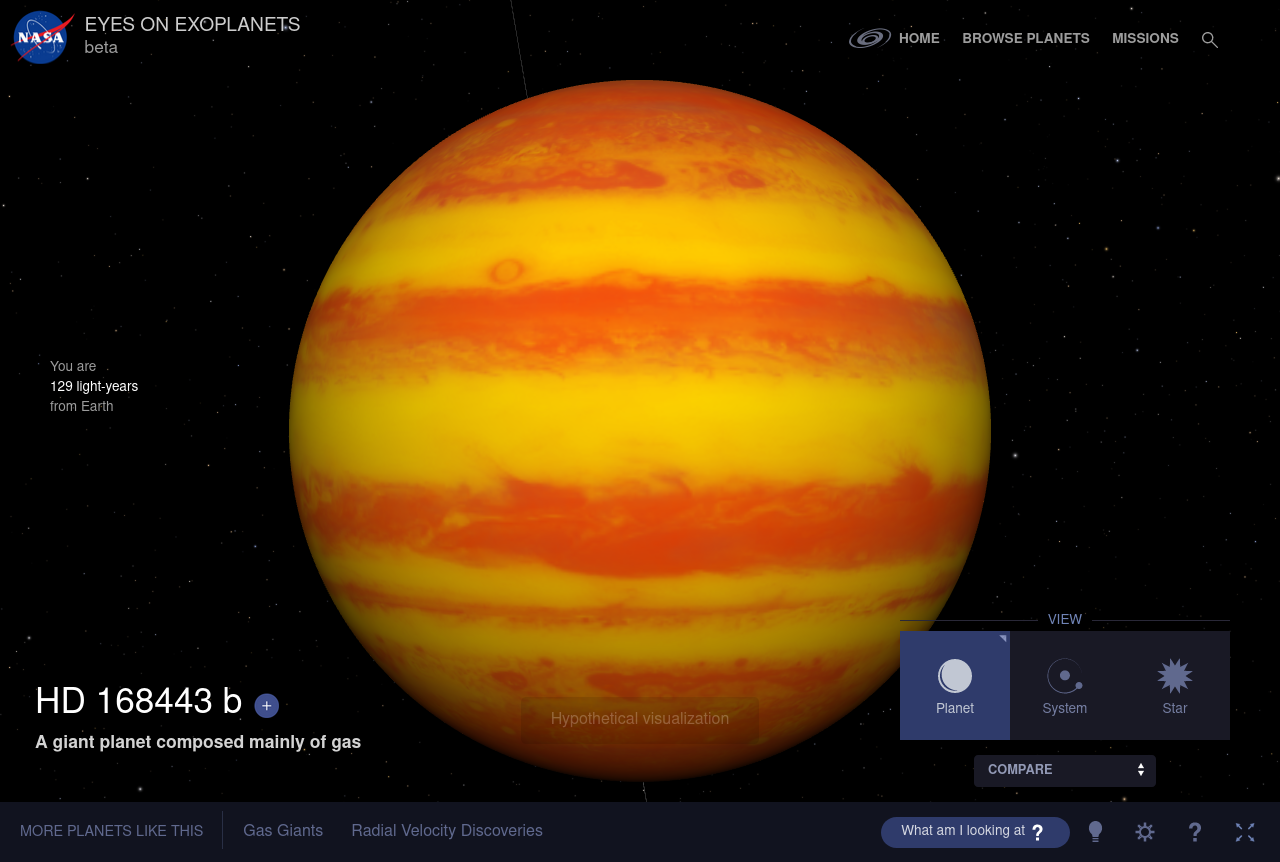 NASA
EYES ON EXOPLANETS
beta
HOME
BROWSE PLANETS
MISSIONS
You are
129 light-years
from Earth
VIEW
Planet
System
Star
HD 168443 b +
A giant planet composed mainly of gas
Hypothetical visualization
COMPARE
MORE PLANETS LIKE THIS
Gas Giants
Radial Velocity Discoveries
What am I looking at ?
?